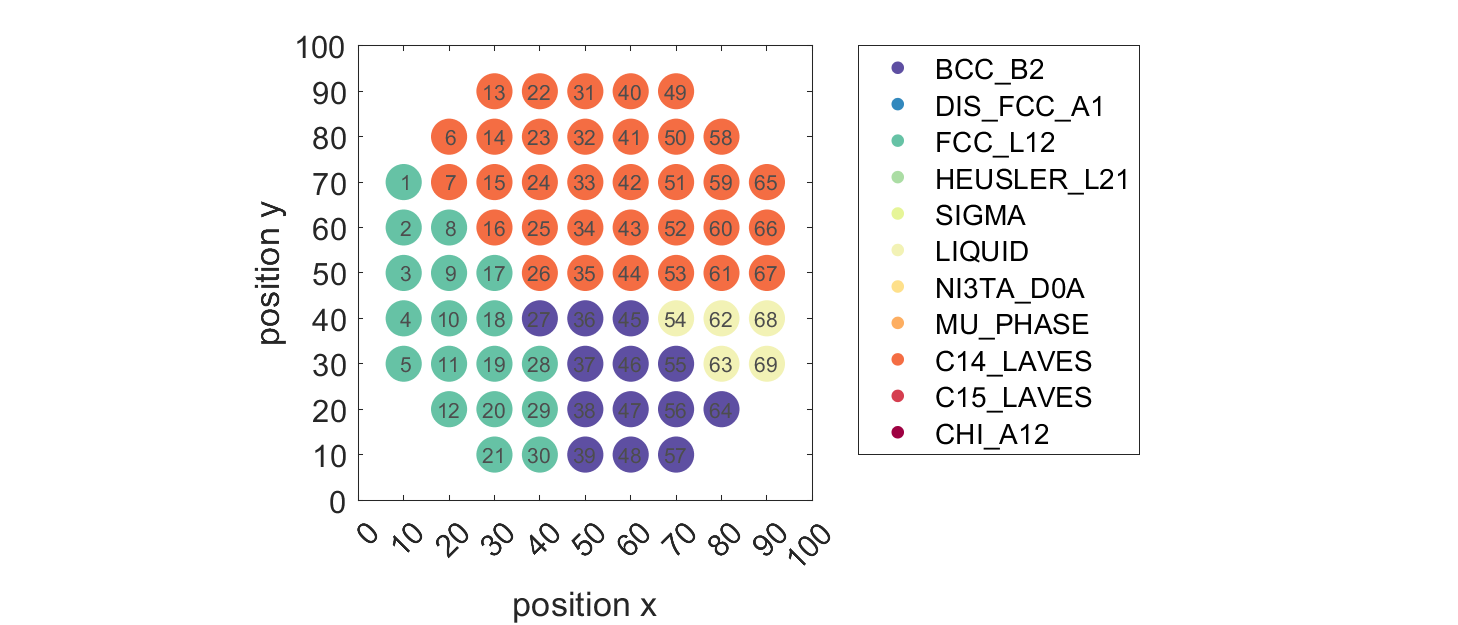 100
90
80
70
60
50
40
30
20
10
0
position y
13 22 31 40 49
6 14 23 32 41 50 58
1 7 15 24 33 42 51 59 65
2 8 16 25 34 43 52 60 66
3 9 17 26 35 44 53 61 67
4 10 18 27 36 45 54 62 68
5 11 19 28 37 46 55 63 69
12 20 29 38 47 56 64
21 30 39 48 57
0 10 20 30 40 50 60 70 80 90 100
position x
BCC_B2
DIS_FCC_A1
FCC_L12
HEUSLER_L21
SIGMA
LIQUID
NI3TA_D0A
MU_PHASE
C14_LAVES
C15_LAVES
CHI_A12